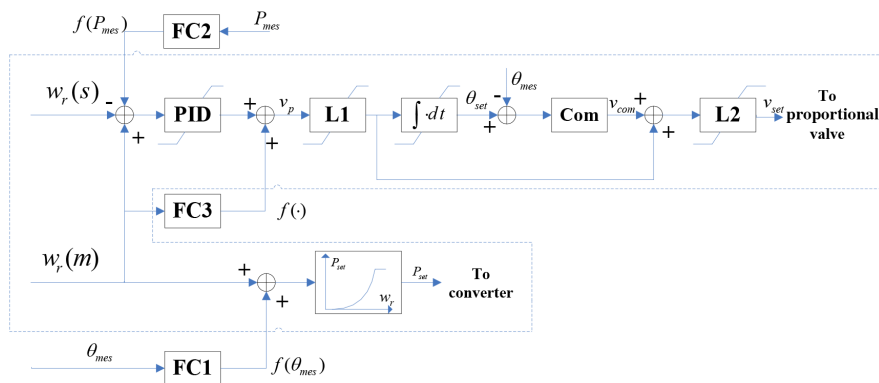 f(P_mes) FC2 P_mes
w_r(s) - + PID + + v_p L1 ∫·dt θ_set + - θ_mes Com v_com + + L2 v_set To proportional valve
FC3 f(·)
w_r(m) + + P_set w_r P_set To converter
θ_mes FC1 f(θ_mes)